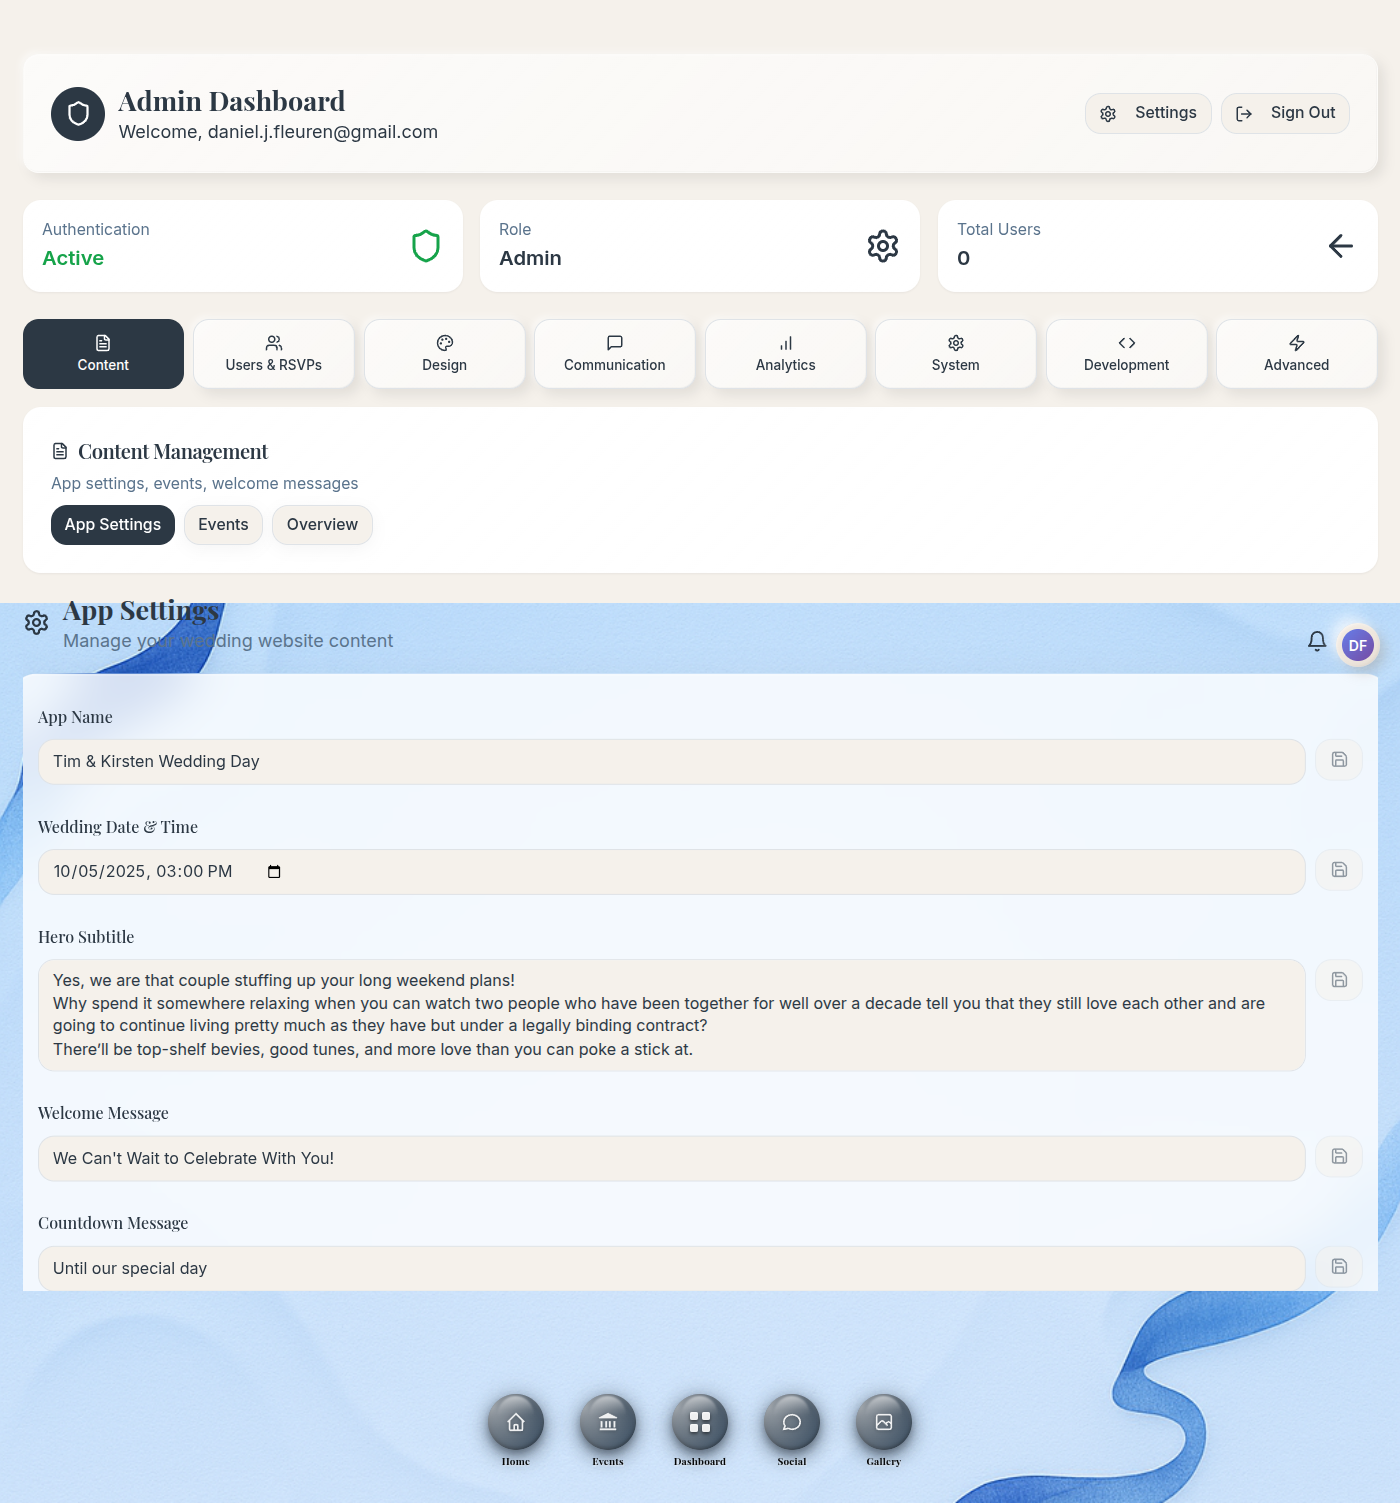 Admin Dashboard
Welcome, daniel.j.fleuren@gmail.com
Settings
Sign Out
Authentication
Active
Role
Admin
Total Users
0
Content
Users & RSVPs
Design
Communication
Analytics
System
Development
Advanced
Content Management
App settings, events, welcome messages
App Settings
Events
Overview
App Settings
Manage your wedding website content
DF
App Name
Tim & Kirsten Wedding Day
Wedding Date & Time
10/05/2025, 03:00 PM
Hero Subtitle
Yes, we are that couple stuffing up your long weekend plans!
Why spend it somewhere relaxing when you can watch two people who have been together for well over a decade tell you that they still love each other and are
going to continue living pretty much as they have but under a legally binding contract?
There’ll be top-shelf bevies, good tunes, and more love than you can poke a stick at.
Welcome Message
We Can't Wait to Celebrate With You!
Countdown Message
Until our special day
Home
Events
Dashboard
Social
Gallery